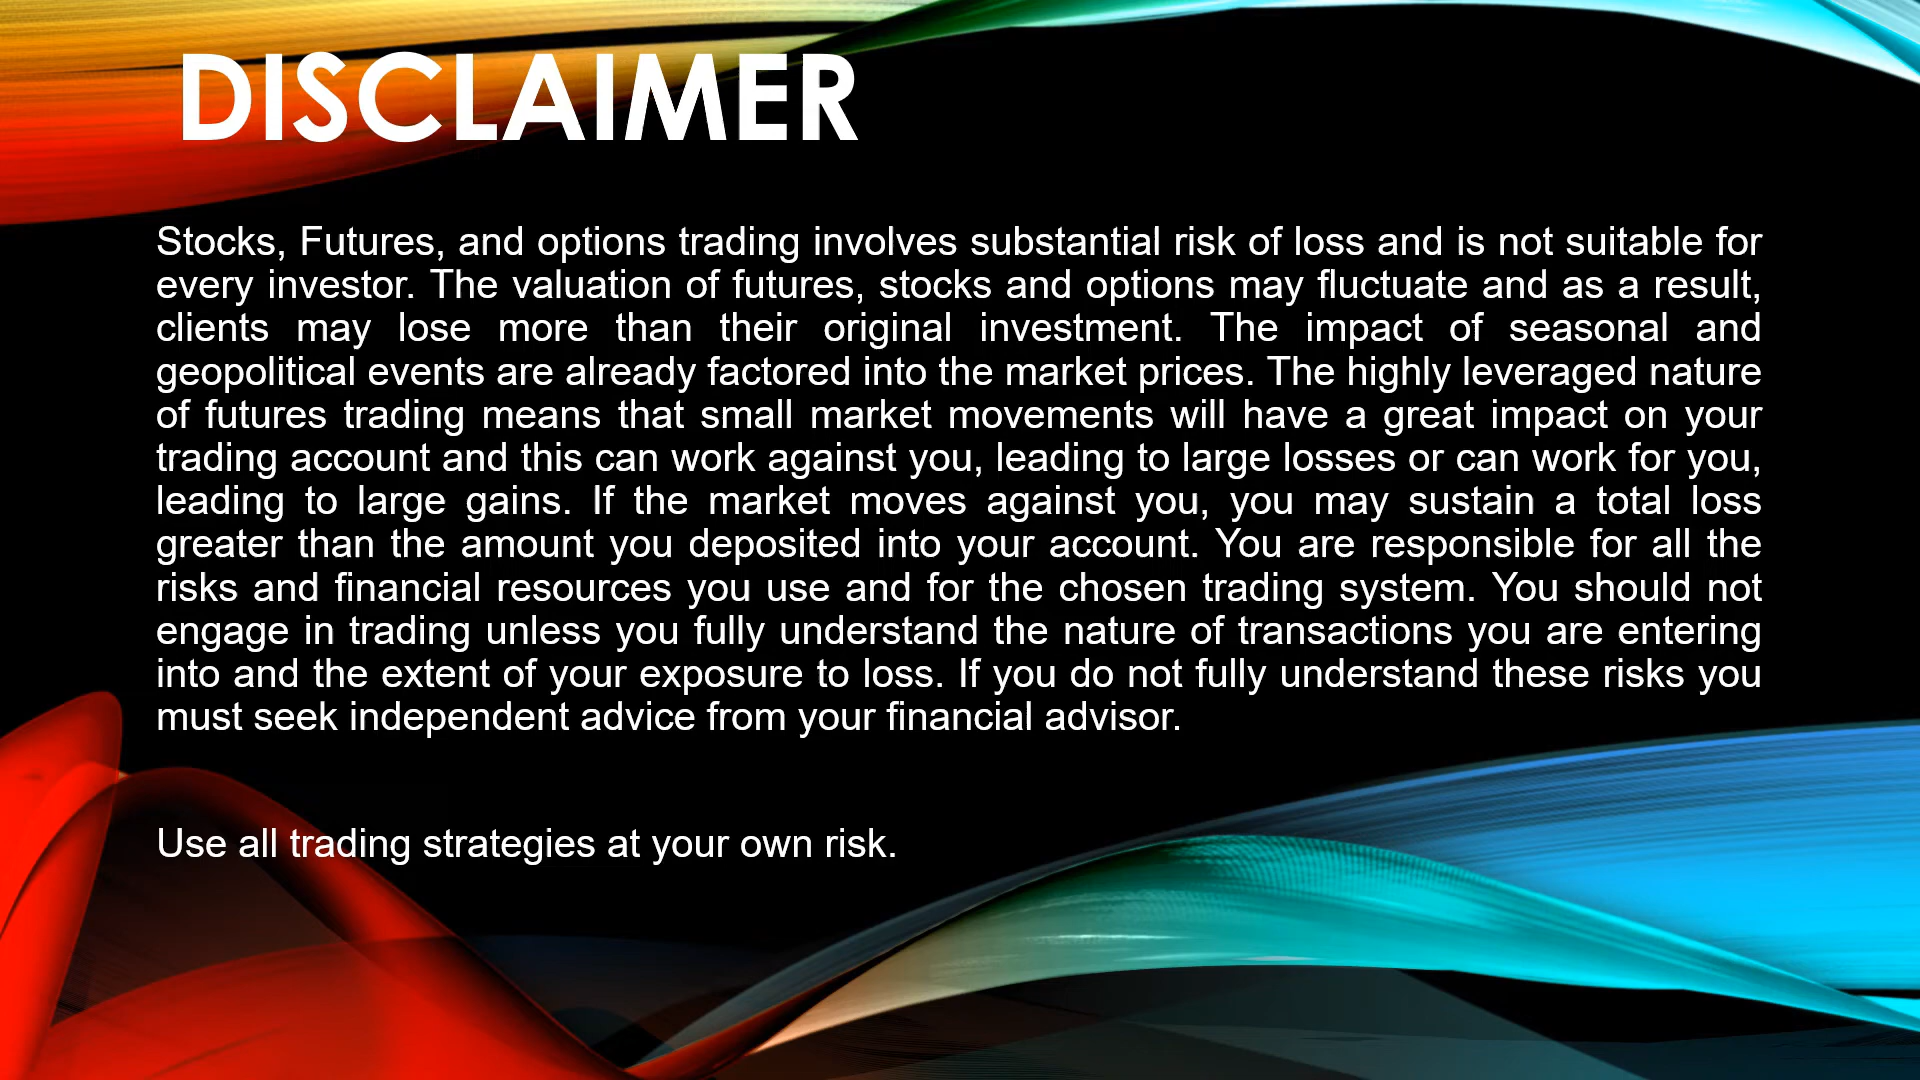 DISCLAIMER
Stocks, Futures, and options trading involves substantial risk of loss and is not suitable for
every investor. The valuation of futures, stocks and options may fluctuate and as a result,
clients may lose more than their original investment. The impact of seasonal and
geopolitical events are already factored into the market prices. The highly leveraged nature
of futures trading means that small market movements will have a great impact on your
trading account and this can work against you, leading to large losses or can work for you,
leading to large gains. If the market moves against you, you may sustain a total loss
greater than the amount you deposited into your account. You are responsible for all the
risks and financial resources you use and for the chosen trading system. You should not
engage in trading unless you fully understand the nature of transactions you are entering
into and the extent of your exposure to loss. If you do not fully understand these risks you
must seek independent advice from your financial advisor.
Use all trading strategies at your own risk.